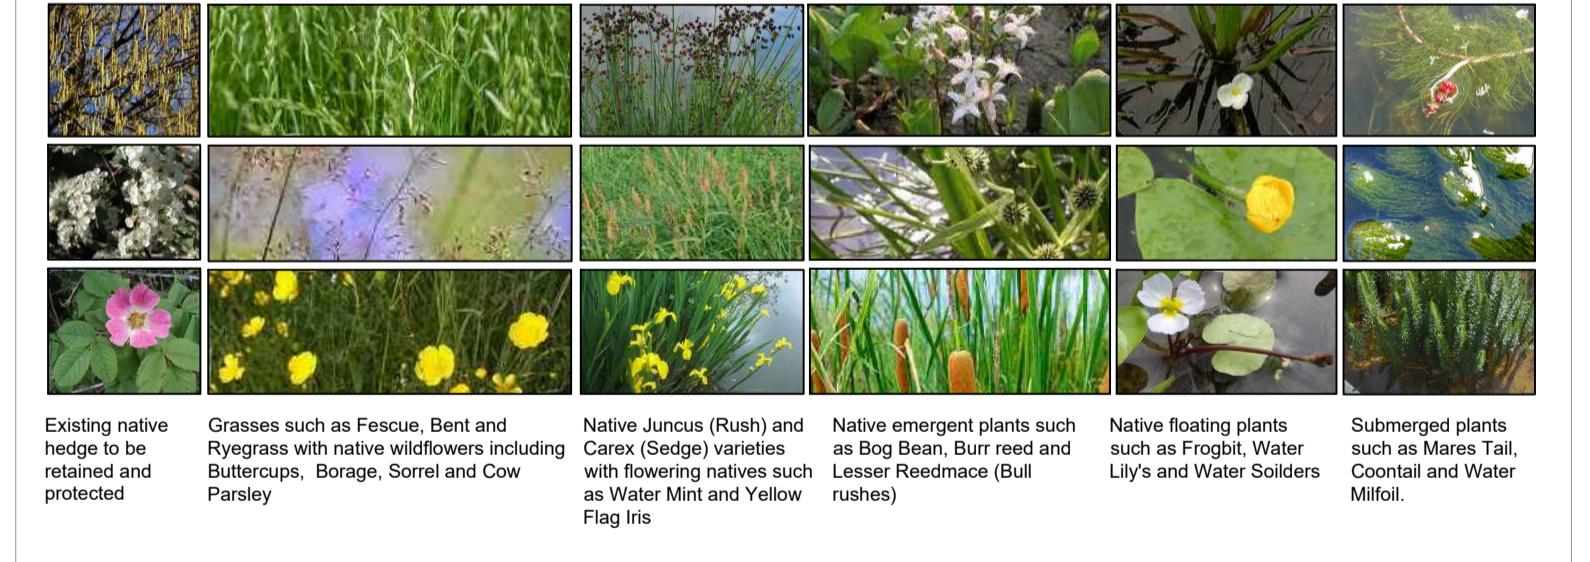 Existing native
hedge to be
retained and
protected
Grasses such as Fescue, Bent and
Ryegrass with native wildflowers including
Buttercups,  Borage, Sorrel and Cow
Parsley
Native Juncus (Rush) and
Carex (Sedge) varieties
with flowering natives such
as Water Mint and Yellow
Flag Iris
Native emergent plants such
as Bog Bean, Burr reed and
Lesser Reedmace (Bull
rushes)
Native floating plants
such as Frogbit, Water
Lily's and Water Soilders
Submerged plants
such as Mares Tail,
Coontail and Water
Milfoil.